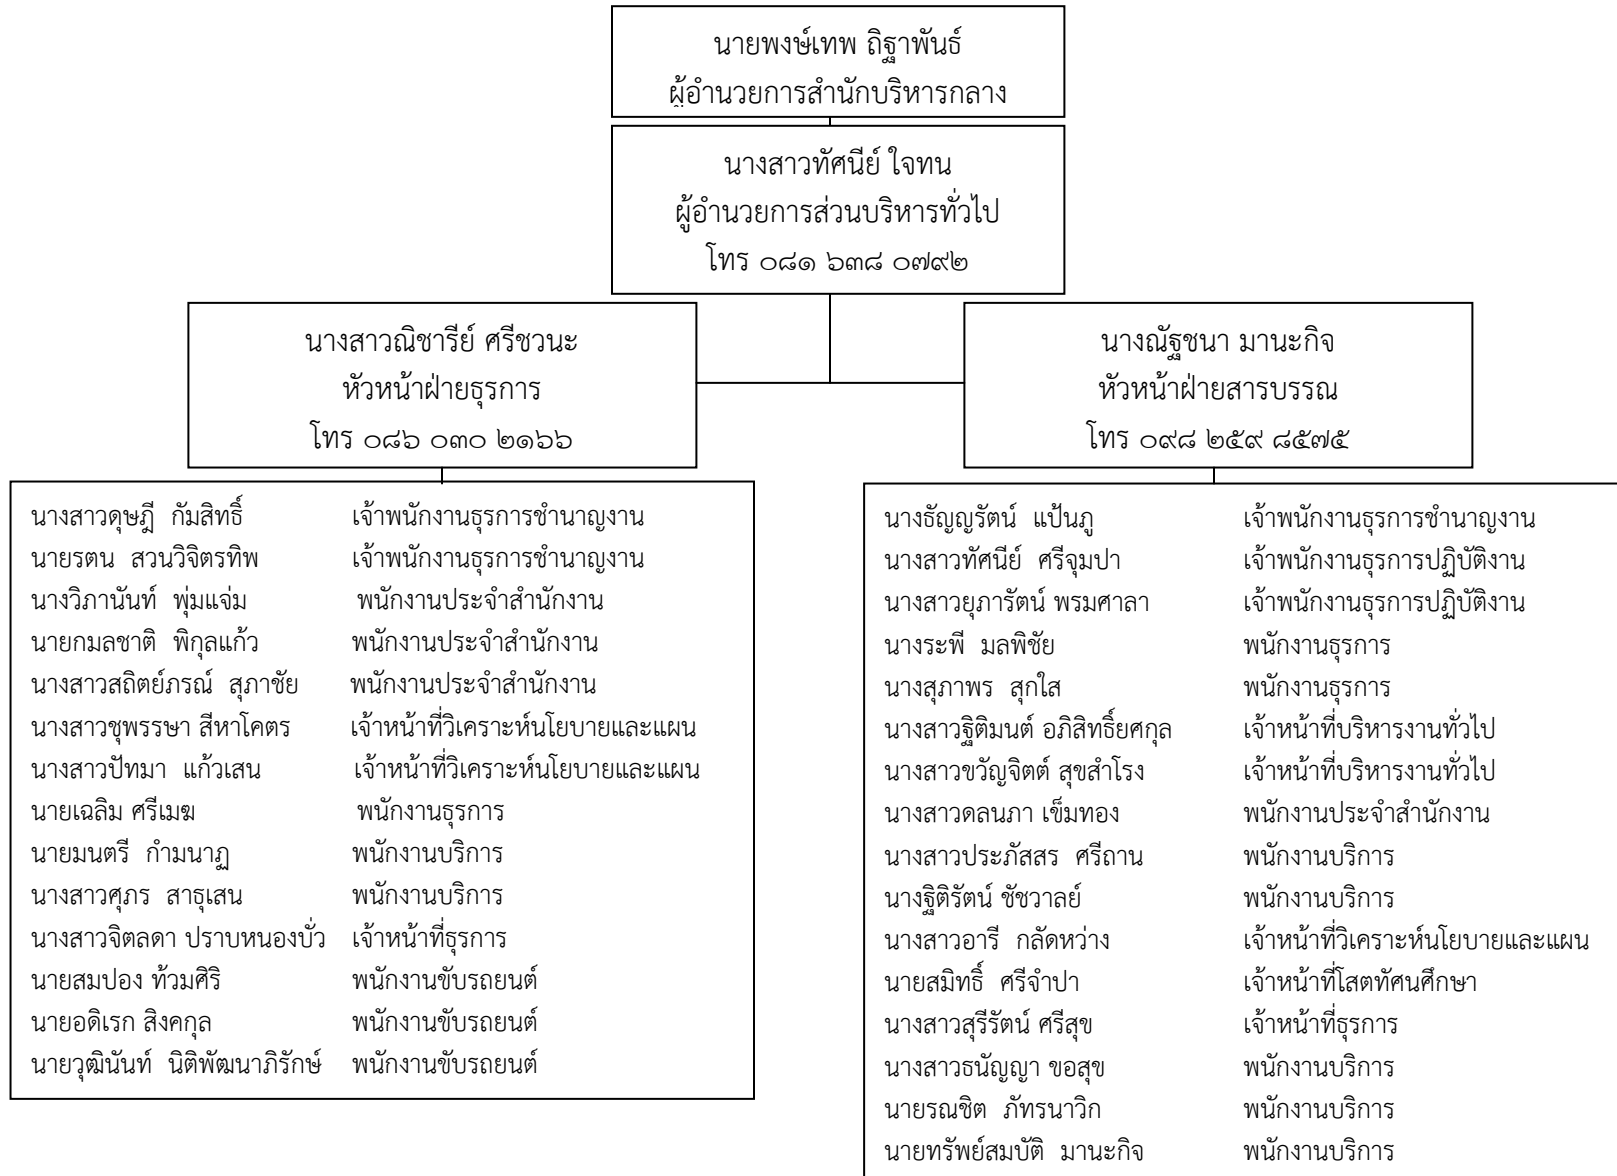 นายพงษ์เทพ ถิฐาพันธ์
ผู้อำนวยการสำนักบริหารกลาง
นางสาวทัศนีย์ ใจทน
ผู้อำนวยการส่วนบริหารทั่วไป
โทร ๐๘๑ ๖๓๘ ๐๗๙๒
นางสาวณิชารีย์ ศรีชวนะ
หัวหน้าฝ่ายธุรการ
โทร ๐๘๖ ๐๓๐ ๒๑๖๖
นางสาวดุษฎี กัมสิทธิ์ เจ้าพนักงานธุรการชำนาญงาน
นายรตน สวนวิจิตรทิพ เจ้าพนักงานธุรการชำนาญงาน
นางวิภานันท์ พุ่มแจ่ม พนักงานประจำสำนักงาน
นายกมลชาติ พิกุลแก้ว พนักงานประจำสำนักงาน
นางสาวสถิตย์ภรณ์ สุภาชัย พนักงานประจำสำนักงาน
นางสาวชุพรรษา สีหาโคตร เจ้าหน้าที่วิเคราะห์นโยบายและแผน
นางสาวปัทมา แก้วเสน เจ้าหน้าที่วิเคราะห์นโยบายและแผน
นายเฉลิม ศรีเมฆ พนักงานธุรการ
นายมนตรี กำมนาฏ พนักงานบริการ
นางสาวศุภร สาธุเสน พนักงานบริการ
นางสาวจิตลดา ปราบหนองบั่ว เจ้าหน้าที่ธุรการ
นายสมปอง ท้วมศิริ พนักงานขับรถยนต์
นายอดิเรก สิงคกุล พนักงานขับรถยนต์
นายวุฒินันท์ นิติพัฒนาภิรักษ์ พนักงานขับรถยนต์
นางณัฐชนา มานะกิจ
หัวหน้าฝ่ายสารบรรณ
โทร ๐๙๘ ๒๕๙ ๘๕๗๕
นางธัญญรัตน์ แป้นภู เจ้าพนักงานธุรการชำนาญงาน
นางสาวทัศนีย์ ศรีจุมปา เจ้าพนักงานธุรการปฏิบัติงาน
นางสาวยุภารัตน์ พรมศาลา เจ้าพนักงานธุรการปฏิบัติงาน
นางระพี มลพิชัย พนักงานธุรการ
นางสุภาพร สุกใส พนักงานธุรการ
นางสาวฐิติมนต์ อภิสิทธิ์ยศกุล เจ้าหน้าที่บริหารงานทั่วไป
นางสาวขวัญจิตต์ สุขสำโรง เจ้าหน้าที่บริหารงานทั่วไป
นางสาวดลนภา เข็มทอง พนักงานประจำสำนักงาน
นางสาวประภัสสร ศรีถาน พนักงานบริการ
นางฐิติรัตน์ ชัชวาลย์ พนักงานบริการ
นางสาวอารี กลัดหว่าง เจ้าหน้าที่วิเคราะห์นโยบายและแผน
นายสมิทธิ์ ศรีจำปา เจ้าหน้าที่โสตทัศนศึกษา
นางสาวสุรีรัตน์ ศรีสุข เจ้าหน้าที่ธุรการ
นางสาวธนัญญา ขอสุข พนักงานบริการ
นายรณชิต ภัทรนาวิก พนักงานบริการ
นายทรัพย์สมบัติ มานะกิจ พนักงานบริการ